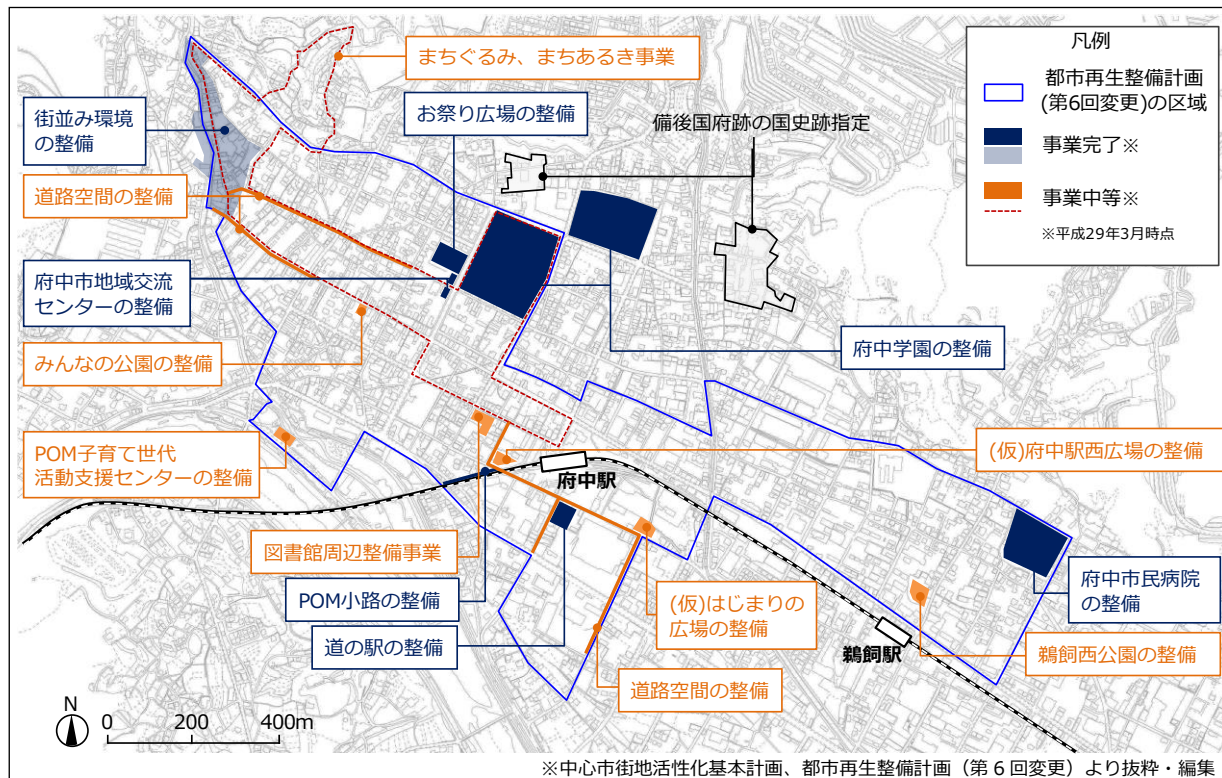 まちぐるみ、まちあるき事業
街並み環境
の整備
お祭り広場の整備
備後国府跡の国史跡指定
道路空間の整備
府中市地域交流
センターの整備
みんなの公園の整備
府中学園の整備
POM子育て世代
活動支援センターの整備
(仮)府中駅西広場の整備
府中駅
図書館周辺整備事業
POM小路の整備
道の駅の整備
(仮)はじまりの
広場の整備
道路空間の整備
府中市民病院
の整備
鵜飼駅
鵜飼西公園の整備
凡例
都市再生整備計画
(第6回変更)の区域
事業完了※
事業中等※
※平成29年3月時点
N
0 200 400m
※中心市街地活性化基本計画、都市再生整備計画（第 6 回変更）より抜粋・編集